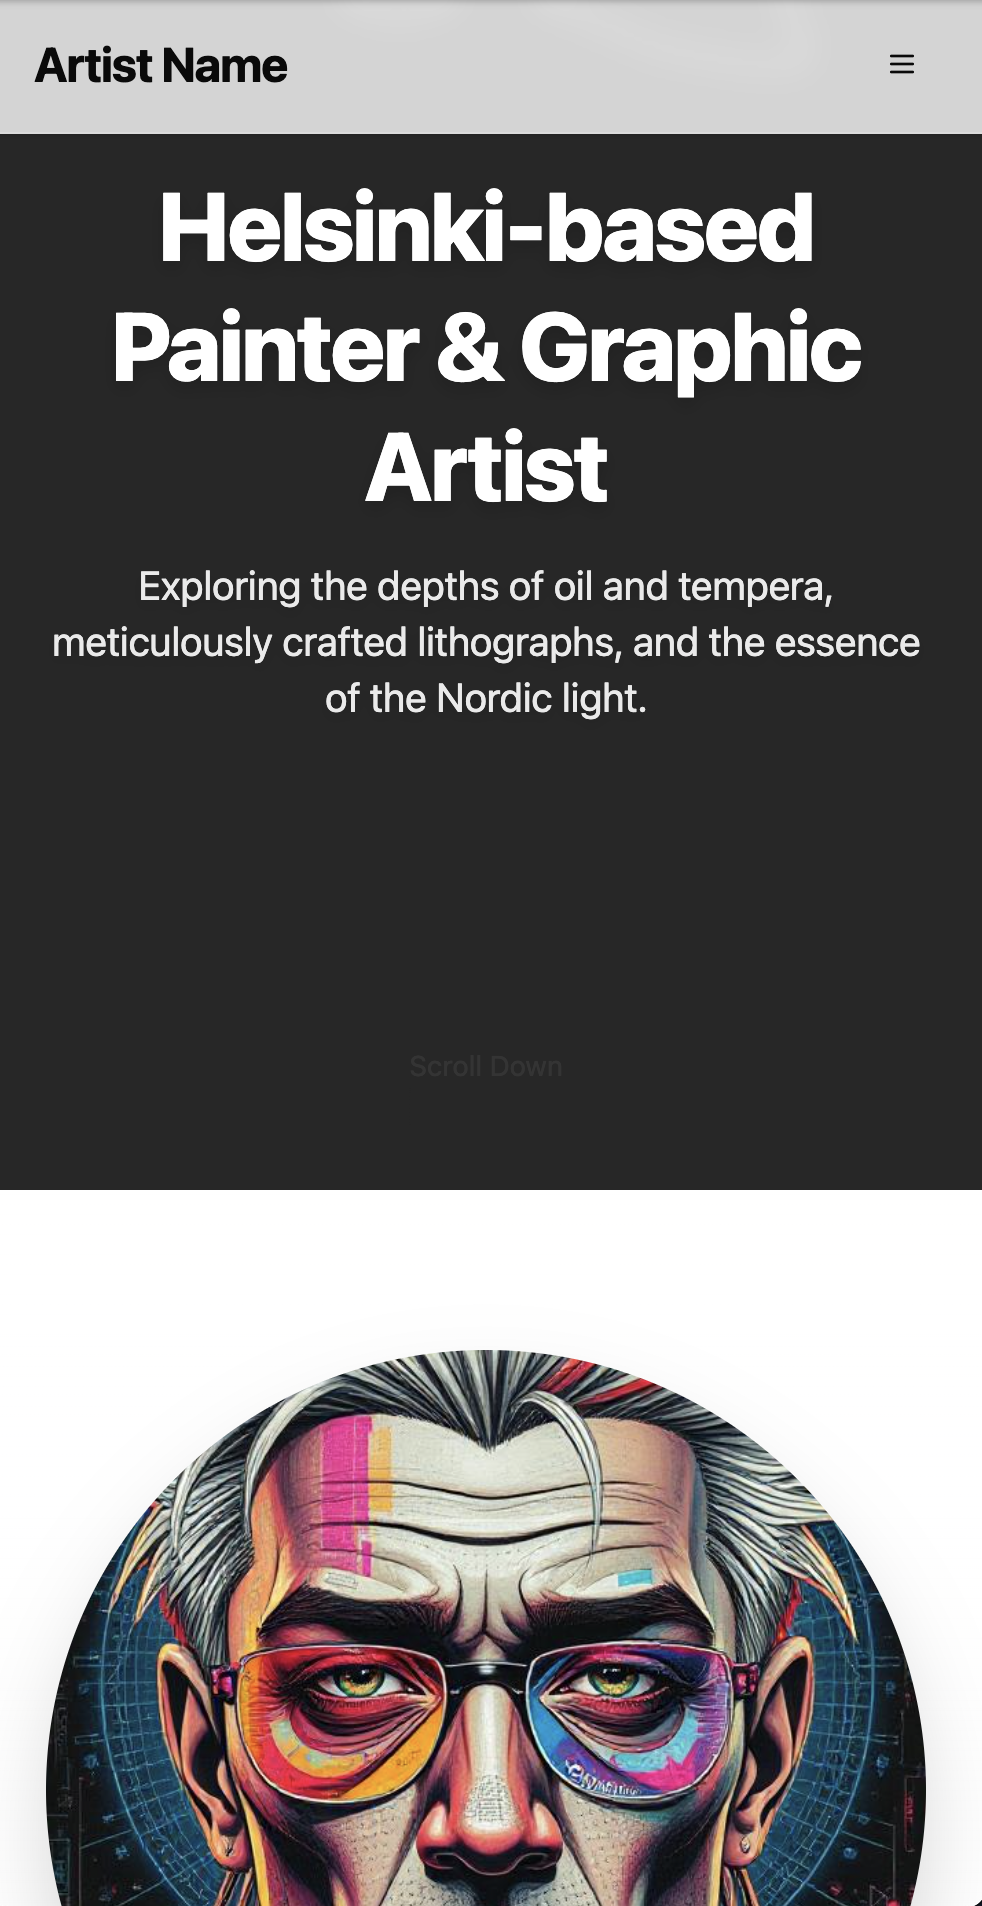 Artist Name
Helsinki-based
Painter & Graphic
Artist
Exploring the depths of oil and tempera,
meticulously crafted lithographs, and the essence
of the Nordic light.
Scroll Down